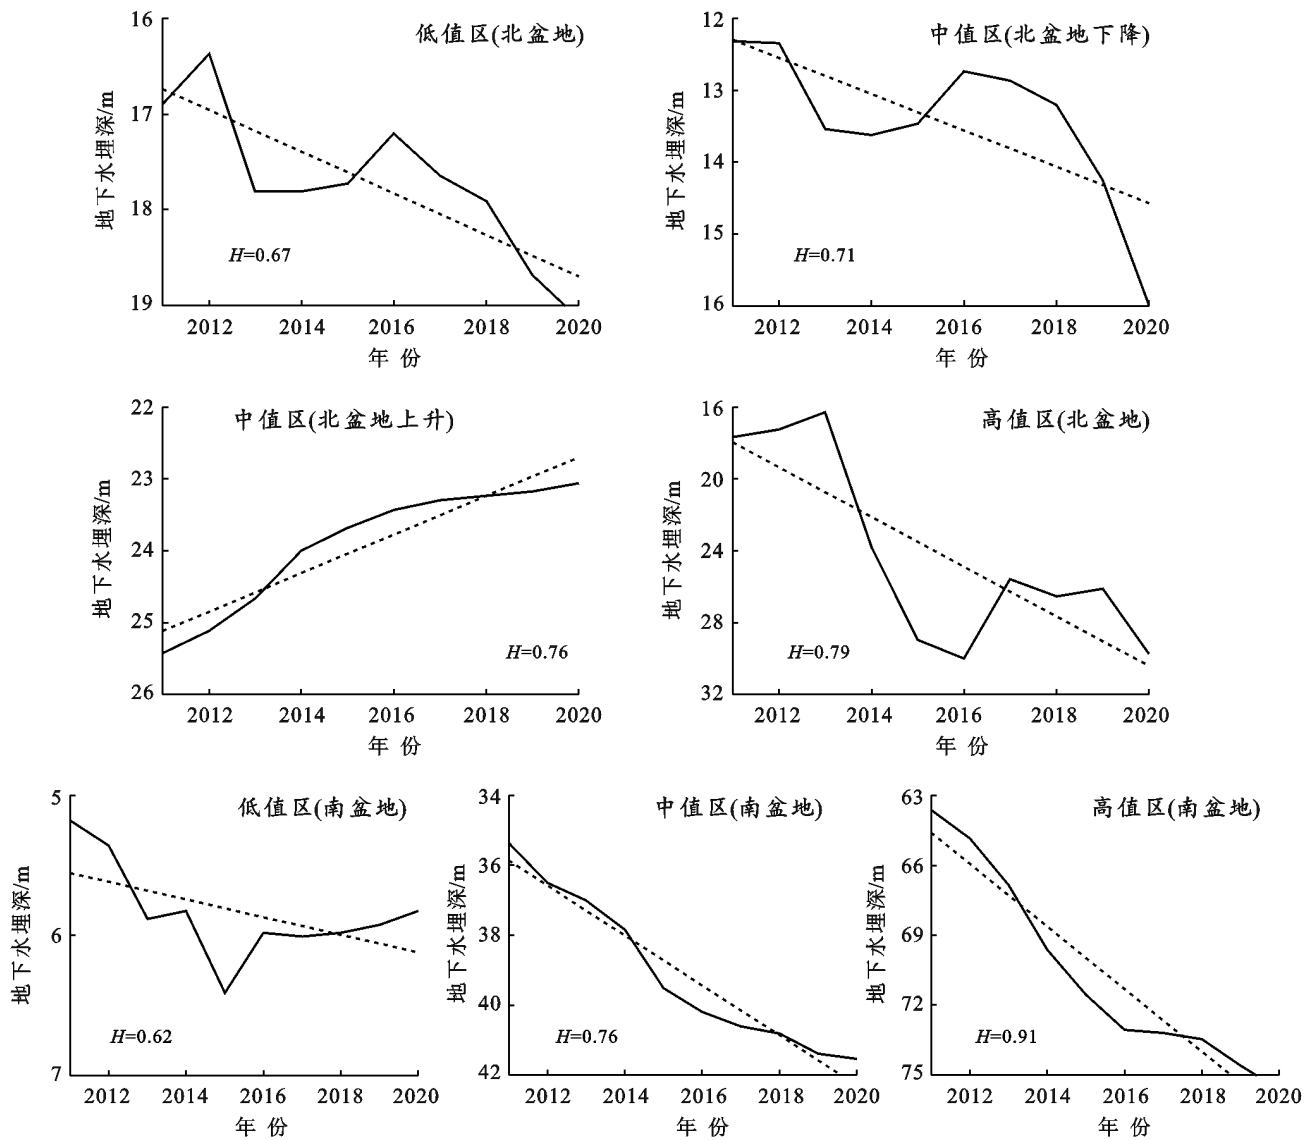 低值区(北盆地)
地下水埋深/m
16
17
18
19
H=0.67
2012 2014 2016 2018 2020
年 份
中值区(北盆地下降)
地下水埋深/m
12
13
14
15
16
H=0.71
2012 2014 2016 2018 2020
年 份
中值区(北盆地上升)
地下水埋深/m
22
23
24
25
26
H=0.76
2012 2014 2016 2018 2020
年 份
高值区(北盆地)
地下水埋深/m
16
20
24
28
32
H=0.79
2012 2014 2016 2018 2020
年 份
低值区(南盆地)
地下水埋深/m
5
6
7
H=0.62
2012 2014 2016 2018 2020
年 份
中值区(南盆地)
地下水埋深/m
34
36
38
40
42
H=0.76
2012 2014 2016 2018 2020
年 份
高值区(南盆地)
地下水埋深/m
63
66
69
72
75
H=0.91
2012 2014 2016 2018 2020
年 份